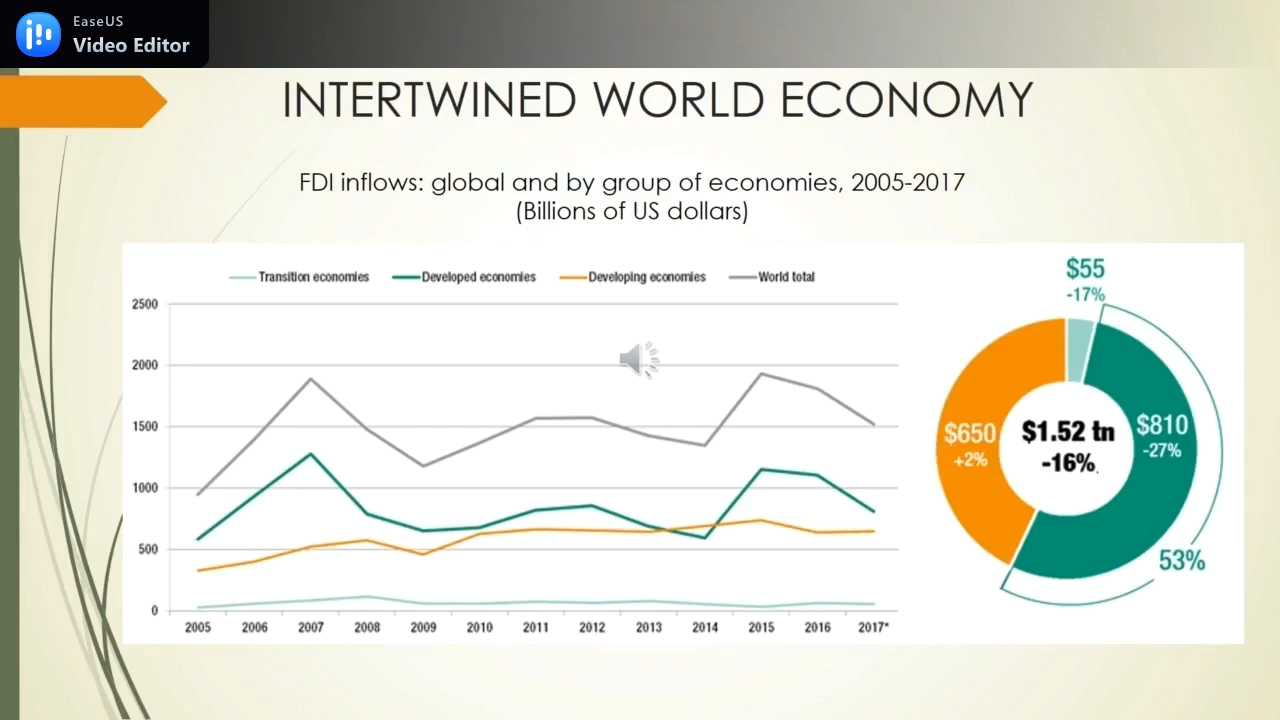 EaseUS
Video Editor
INTERTWINED WORLD ECONOMY
FDI inflows: global and by group of economies, 2005-2017
(Billions of US dollars)
Transition economies Developed economies Developing economies World total
2500
2000
1500
1000
500
0
2005 2006 2007 2008 2009 2010 2011 2012 2013 2014 2015 2016 2017*
$55
-17%
$650
+2%
$1.52 tn
-16%
$810
-27%
53%